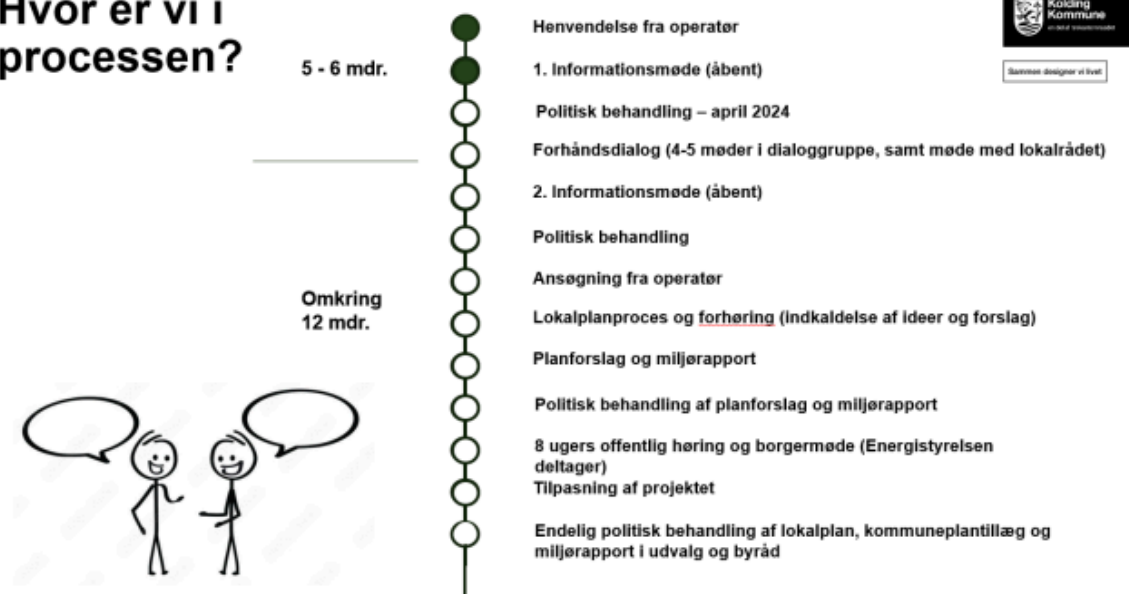 Hvor er vi i
processen?
5 - 6 mdr.
Omkring
12 mdr.
Henvendelse fra operatør
1. Informationsmøde (åbent)
Politisk behandling – april 2024
Forhåndsdialog (4-5 møder i dialoggruppe, samt møde med lokalrådet)
2. Informationsmøde (åbent)
Politisk behandling
Ansøgning fra operatør
Lokalplanproces og forhøring (indkaldelse af ideer og forslag)
Planforslag og miljørapport
Politisk behandling af planforslag og miljørapport
8 ugers offentlig høring og borgermøde (Energistyrelsen
deltager)
Tilpasning af projektet
Endelig politisk behandling af lokalplan, kommuneplantillæg og
miljørapport i udvalg og byråd
Kolding
Kommune
Sammen designer vi livet